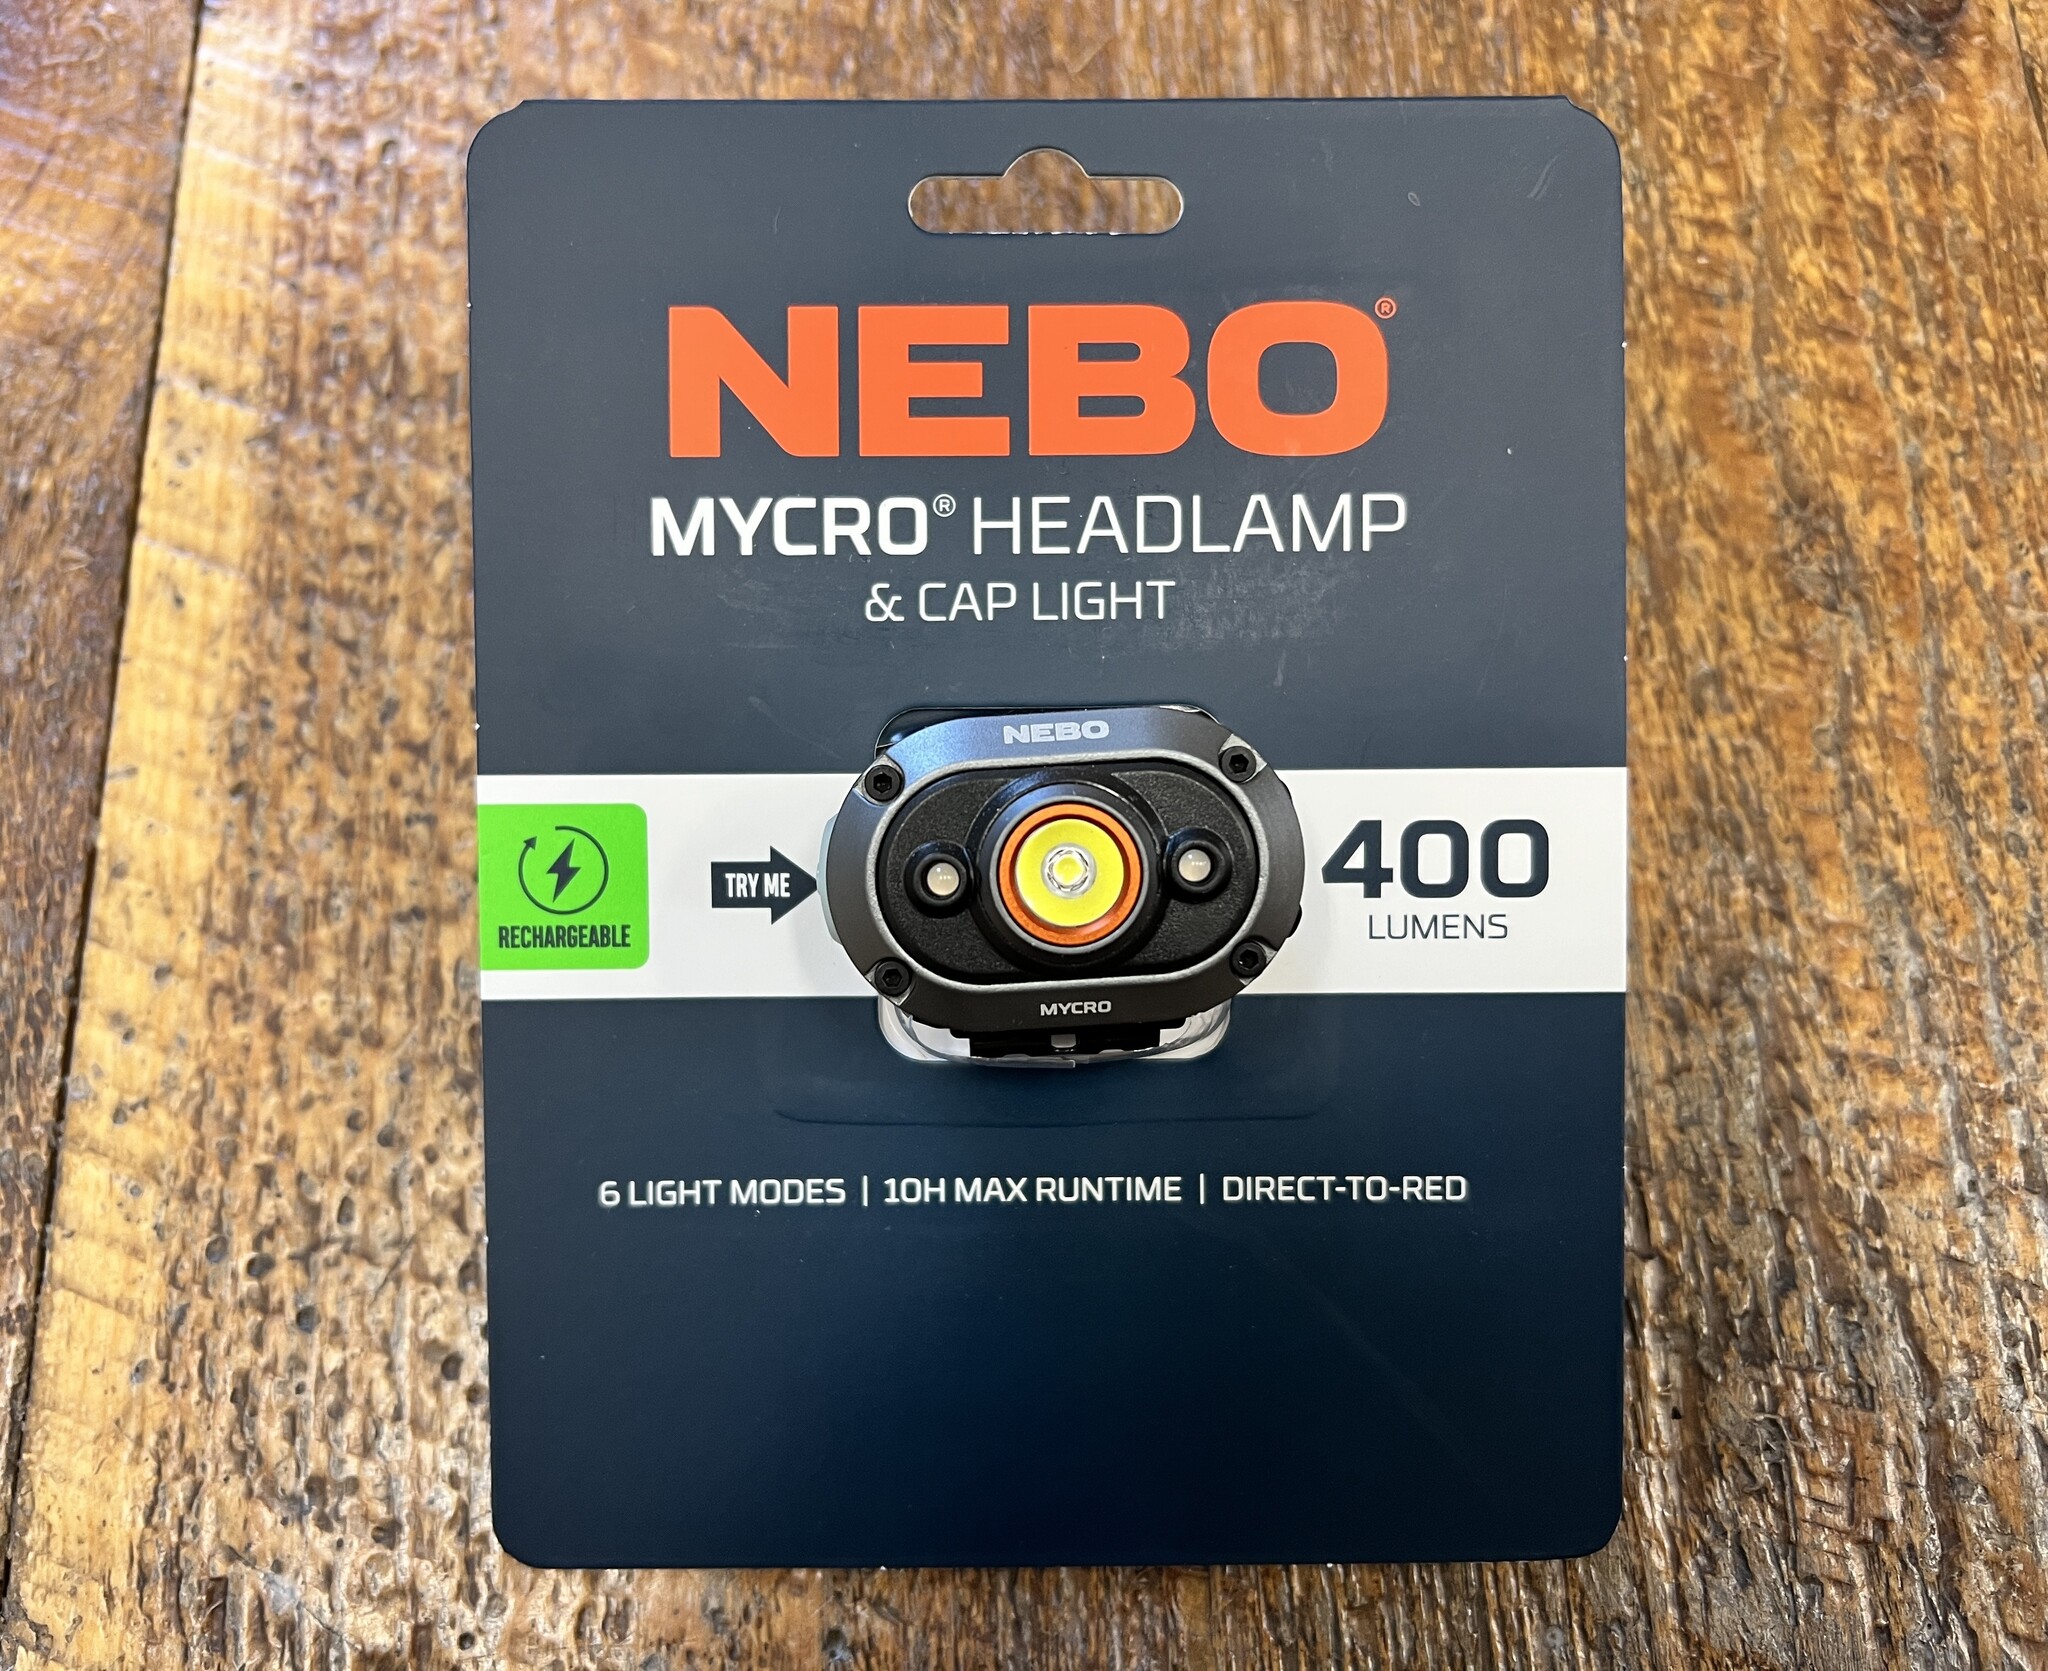 NEBO®
MYCRO® HEADLAMP
& CAP LIGHT
NEBO
RECHARGEABLE
TRY ME
400
LUMENS
MYCRO
6 LIGHT MODES | 10H MAX RUNTIME | DIRECT-TO-RED